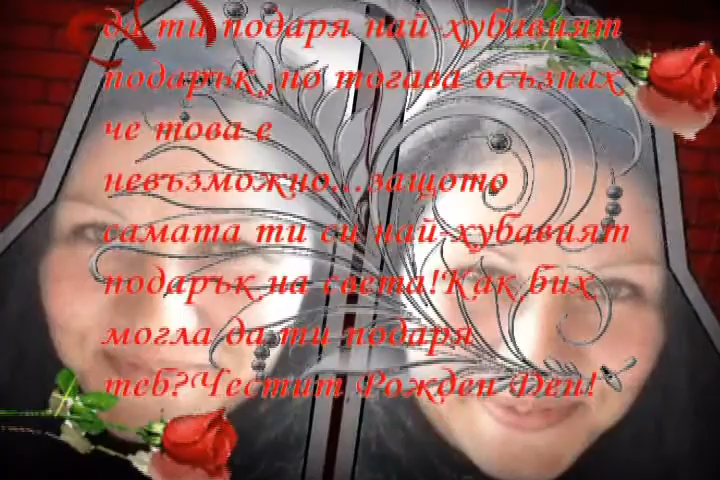 да ти подаря най-хубавият
подарък, но тогава осъзнах,
че това е
невъзможно...защото
самата ти си най-хубавият
подарък на света!Как бих
могла да ти подаря
теб?Честит Рожден Ден!